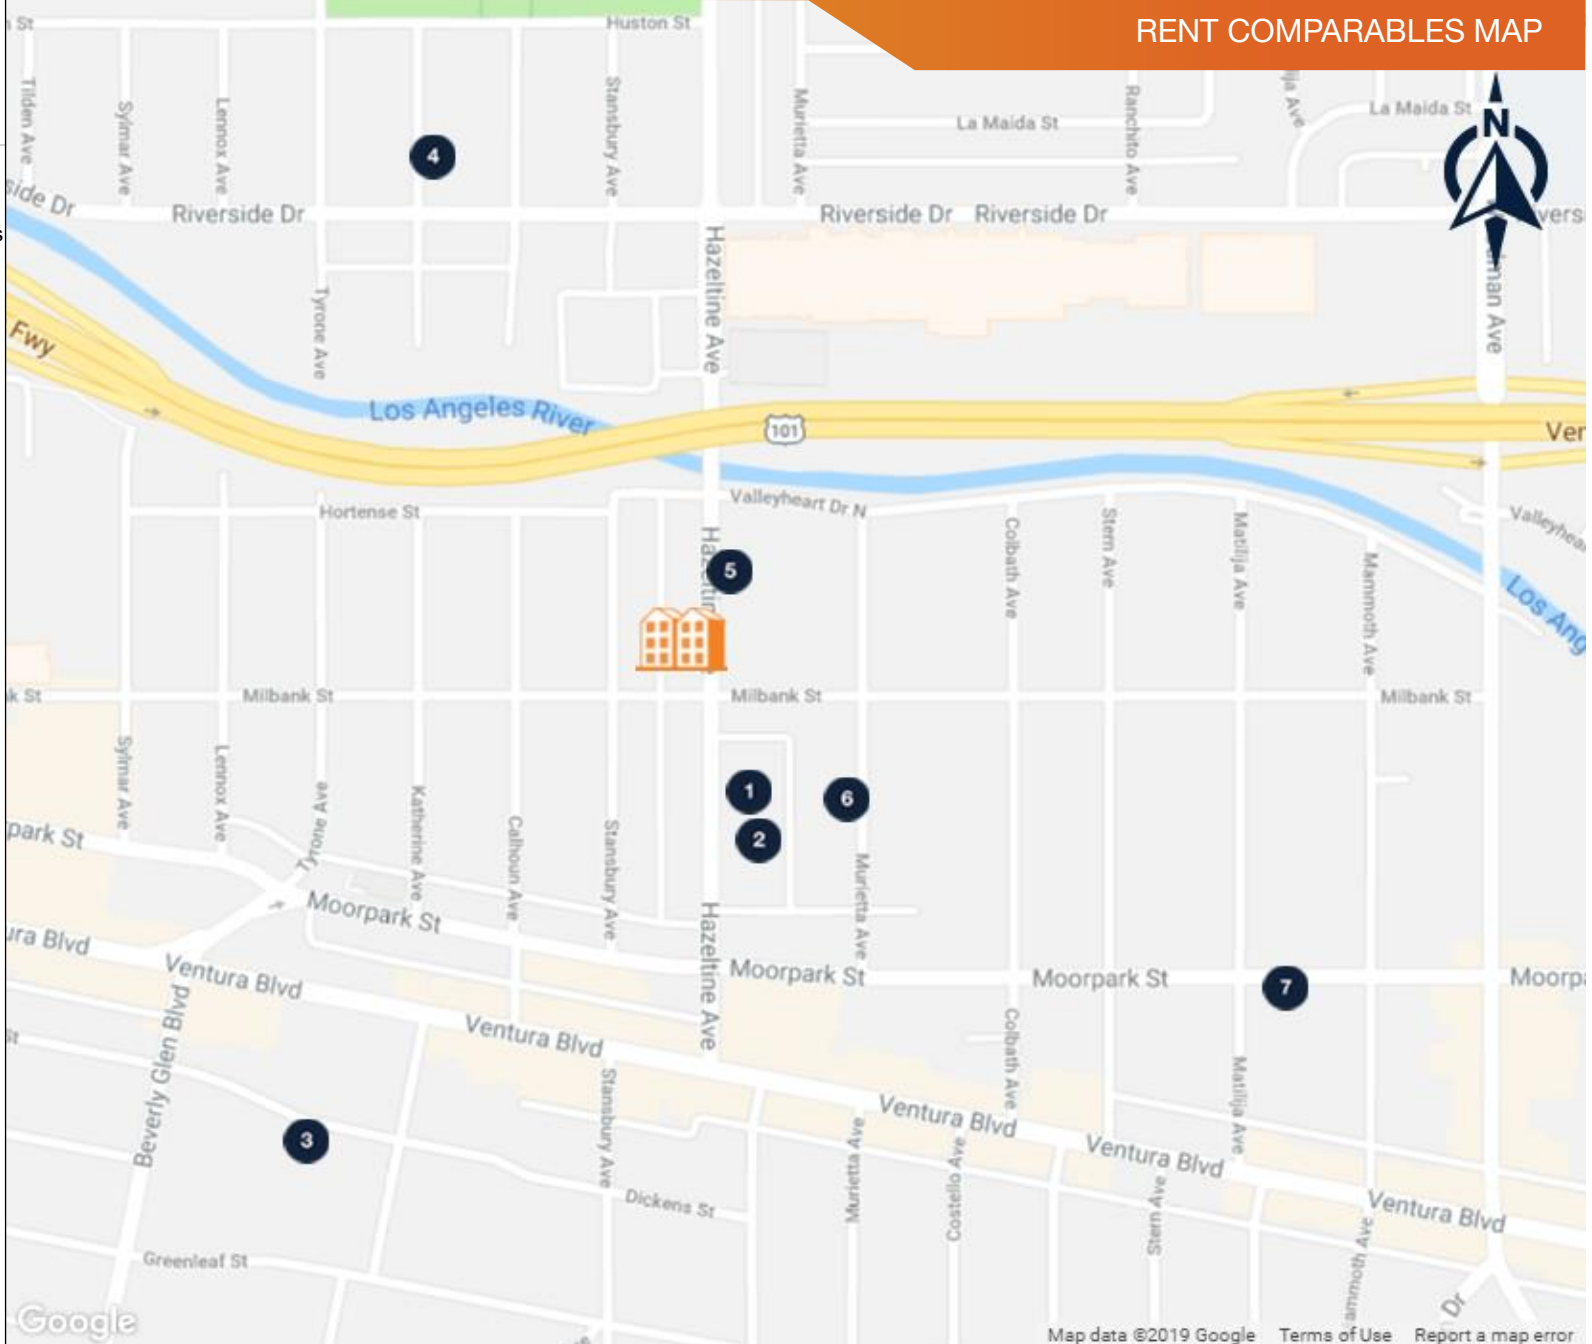 RENT COMPARABLES MAP
Huston St
St
Tilden Ave
Sylmar Ave
Lennox Ave
Stansbury Ave
Murietta Ave
La Maida St
Ranchito Ave
La Maida St
N
4
Riverside Dr
Riverside Dr
Riverside Dr
side Dr
Hazeltine Ave
Tyrone Ave
Fwy
Los Angeles River
101
Valleyheart Dr N
Hortense St
5
Colbath Ave
Stern Ave
Matilija Ave
Mammoth Ave
Milbank St
Milbank St
Milbank St
Sylmar Ave
Lennox Ave
Tyrone Ave
Katherine Ave
Calhoun Ave
Stansbury Ave
1
6
2
Murietta Ave
Hazeltine Ave
Moorpark St
Moorpark St
Moorpark St
7
Ventura Blvd
Ventura Blvd
Ventura Blvd
Ventura Blvd
Ventura Blvd
Beverly Glen Blvd
3
Stansbury Ave
Colbath Ave
Matilija Ave
Murietta Ave
Costello Ave
Stern Ave
Dickens St
Greenleaf St
Dr
Google
Map data ©2019 Google Terms of Use Report a map error